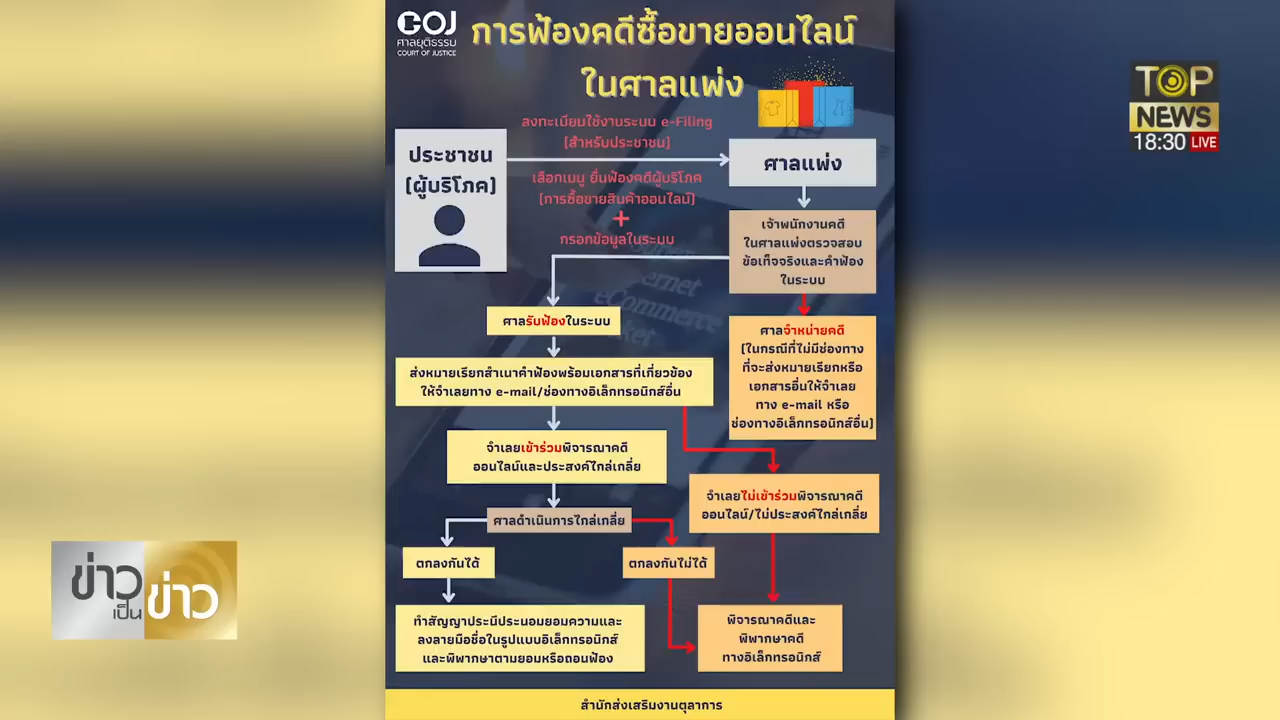 COJ
ศาลยุติธรรม
COURT OF JUSTICE
การฟ้องคดีซื้อขายออนไลน์
ในศาลแพ่ง
TOP
NEWS
18:30 LIVE
ลงทะเบียนใช้งานระบบ e-Filing
(สำหรับประชาชน)
ประชาชน
(ผู้บริโภค)
ศาลแพ่ง
เลือกเมนู ยื่นฟ้องคดีผู้บริโภค
(การซื้อขายสินค้าออนไลน์)
+
กรอกข้อมูลในระบบ
เจ้าพนักงานคดี
ในศาลแพ่งตรวจสอบ
ข้อเท็จจริงและคำฟ้อง
ในระบบ
ernet
eCommerce
ศาลรับฟ้องในระบบ
ศาลจำหน่ายคดี
(ในกรณีที่ไม่มีช่องทาง
ที่จะส่งหมายเรียกหรือ
เอกสารอื่นให้จำเลย
ทาง e-mail หรือ
ช่องทางอิเล็กทรอนิกส์อื่น)
ส่งหมายเรียกสำเนาคำฟ้องพร้อมเอกสารที่เกี่ยวข้อง
ให้จำเลยทาง e-mail/ช่องทางอิเล็กทรอนิกส์อื่น
จำเลยเข้าร่วมพิจารณาคดี
ออนไลน์และประสงค์ไกล่เกลี่ย
จำเลยไม่เข้าร่วมพิจารณาคดี
ออนไลน์/ไม่ประสงค์ไกล่เกลี่ย
ศาลดำเนินการไกล่เกลี่ย
ตกลงกันได้
ตกลงกันไม่ได้
ทำสัญญาประนีประนอมยอมความและ
ลงลายมือชื่อในรูปแบบอิเล็กทรอนิกส์
และพิพากษาตามยอมหรือถอนฟ้อง
พิจารณาคดีและ
พิพากษาคดี
ทางอิเล็กทรอนิกส์
ข่าว
เป็น
ข่าว
สำนักส่งเสริมงานตุลาการ